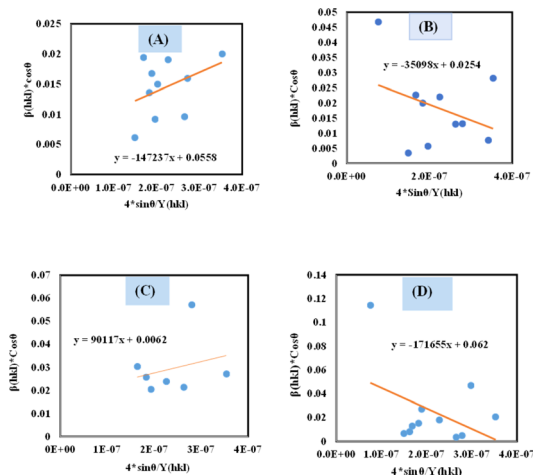 (A)
β(hkl)*Cosθ
0.025
0.02
0.015
0.01
0.005
0
y = -147237x + 0.0558
0.0E+00 1.0E-07 2.0E-07 3.0E-07 4.0E-07
4*sinθ/Y(hkl)
(B)
β(hkl)*Cosθ
0.05
0.045
0.04
0.035
0.03
0.025
0.02
0.015
0.01
0.005
0
y = -35098x + 0.0254
0.0E+00 2.0E-07 4.0E-07
4*Sinθ/Y(hkl)
(C)
β(hkl)*Cosθ
0.07
0.06
0.05
0.04
0.03
0.02
0.01
0
y = 90117x + 0.0062
0E+00 1E-07 2E-07 3E-07 4E-07
4*sinθ/Y(hkl)
(D)
β(hkl)*Cosθ
0.14
0.12
0.1
0.08
0.06
0.04
0.02
0
y = -171655x + 0.062
0.E+00 1.E-07 2.E-07 3.E-07 4.E-07
4*sinθ/Y(hkl)